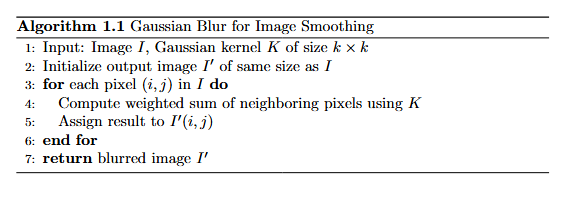 Algorithm 1.1 Gaussian Blur for Image Smoothing
1: Input: Image I, Gaussian kernel K of size k × k
2: Initialize output image I′ of same size as I
3: for each pixel (i, j) in I do
4: Compute weighted sum of neighboring pixels using K
5: Assign result to I′(i, j)
6: end for
7: return blurred image I′